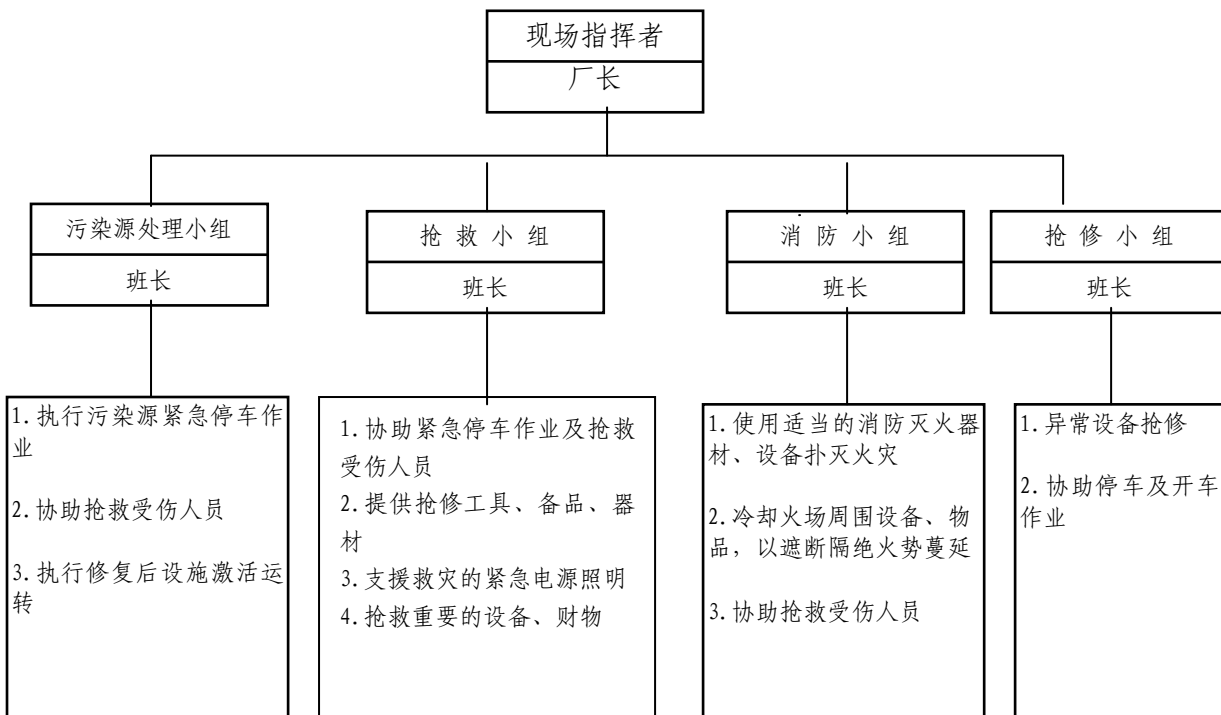 现场指挥者
厂长
污染源处理小组
班长
抢 救 小 组
班长
消 防 小 组
班长
抢 修 小 组
班长
1.执行污染源紧急停车作
业
2.协助抢救受伤人员
3.执行修复后设施激活运
转
1.协助紧急停车作业及抢救
受伤人员
2.提供抢修工具、备品、器
材
3.支援救灾的紧急电源照明
4.抢救重要的设备、财物
1.使用适当的消防灭火器
材、设备扑灭火灾
2.冷却火场周围设备、物
品，以遮断隔绝火势蔓延
3.协助抢救受伤人员
1.异常设备抢修
2.协助停车及开车
作业